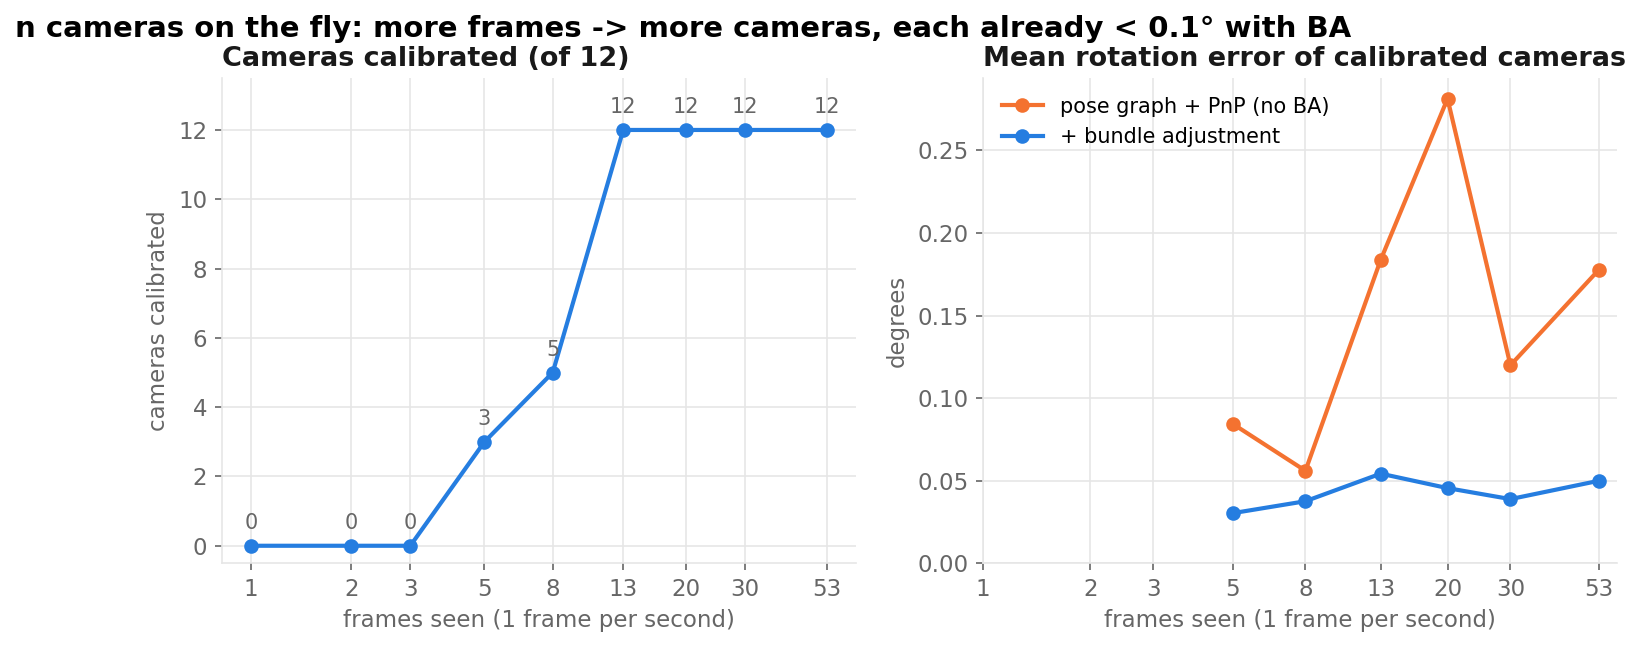 n cameras on the fly: more frames -> more cameras, each already < 0.1° with BA
Cameras calibrated (of 12)
12 12 12 12
12
10
8
6
4
2
0
5
3
0 0 0
cameras calibrated
1 2 3 5 8 13 20 30 53
frames seen (1 frame per second)
Mean rotation error of calibrated cameras
pose graph + PnP (no BA)
+ bundle adjustment
0.25
0.20
0.15
0.10
0.05
0.00
degrees
1 2 3 5 8 13 20 30 53
frames seen (1 frame per second)